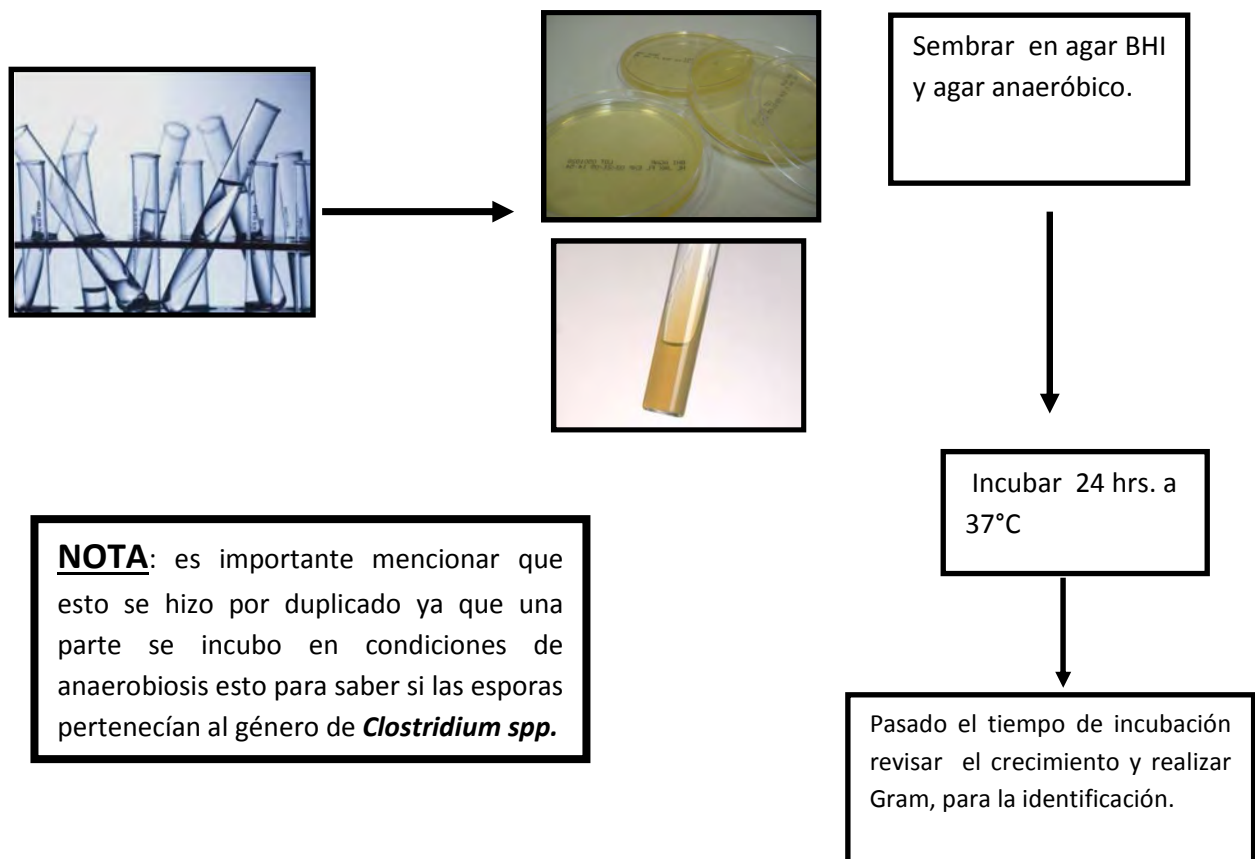 Sembrar en agar BHI
y agar anaeróbico.
Incubar 24 hrs. a
37°C
NOTA: es importante mencionar que
esto se hizo por duplicado ya que una
parte se incubo en condiciones de
anaerobiosis esto para saber si las esporas
pertenecían al género de Clostridium spp.
Pasado el tiempo de incubación
revisar el crecimiento y realizar
Gram, para la identificación.